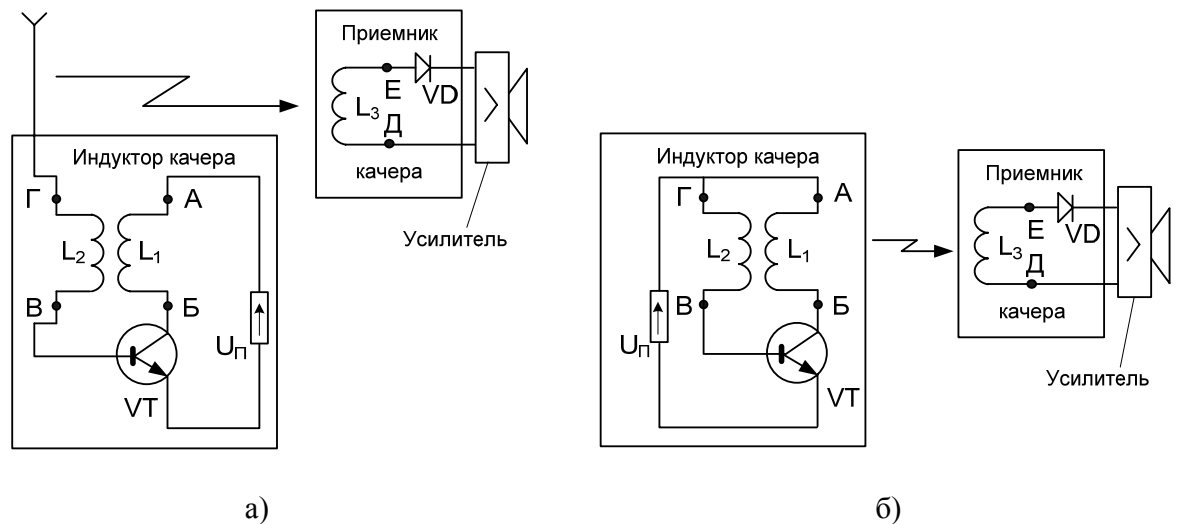 Приемник
Е
VD
L3
Д
качера
>
Усилитель
Индуктор качера
Г
А
L2
L1
В
Б
UП
VT
а)
Индуктор качера
Г
А
L2
L1
В
Б
UП
VT
Приемник
Е
VD
L3
Д
качера
>
Усилитель
б)